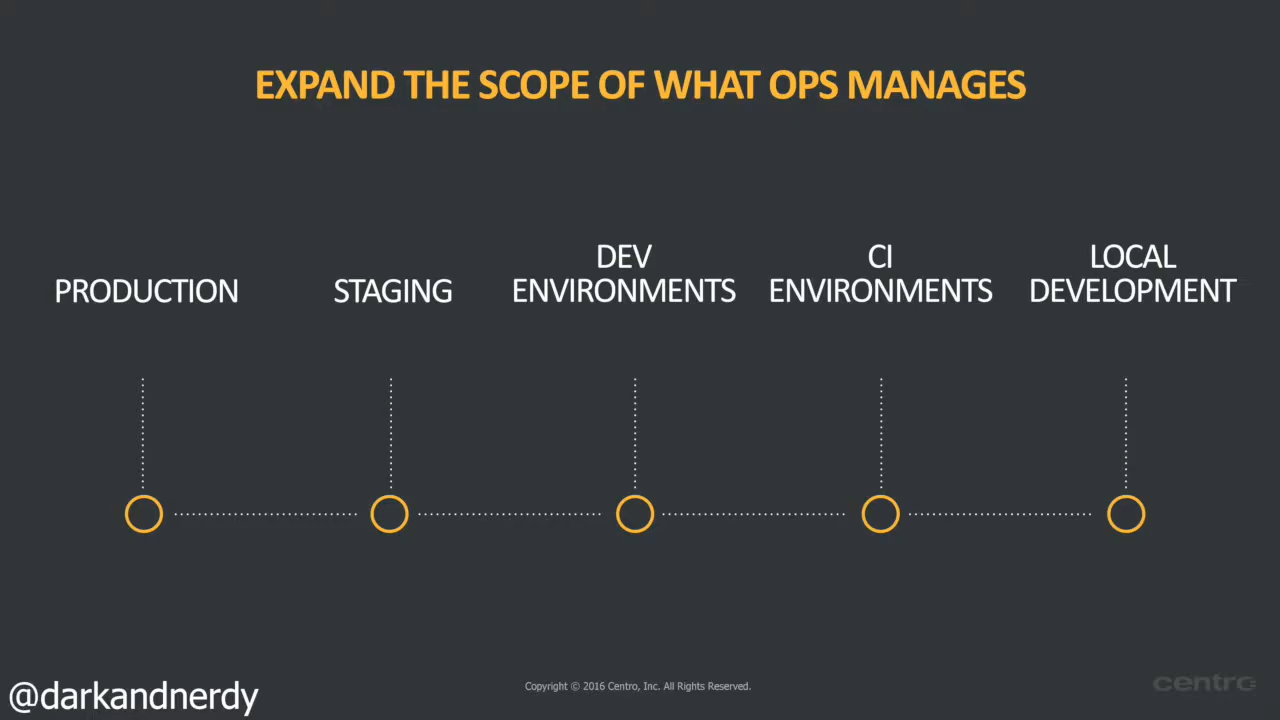 EXPAND THE SCOPE OF WHAT OPS MANAGES
PRODUCTION
STAGING
DEV
ENVIRONMENTS
CI
ENVIRONMENTS
LOCAL
DEVELOPMENT
@darkandnerdy
Copyright © 2016 Centro, Inc. All Rights Reserved.
centro